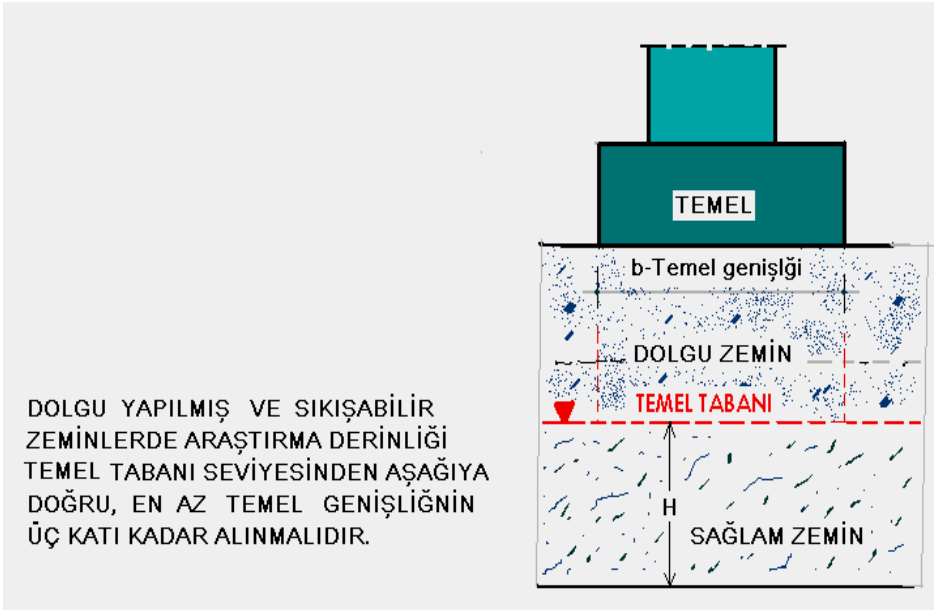 TEMEL
b-Temel genişlği
DOLGU ZEMİN
TEMEL TABANI
H
SAĞLAM ZEMİN
DOLGU YAPILMIŞ VE SIKIŞABİLİR
ZEMİNLERDE ARAŞTIRMA DERİNLİĞİ
TEMEL TABANI SEVİYESİNDEN AŞAĞIYA
DOĞRU, EN AZ TEMEL GENİŞLİĞNİN
ÜÇ KATI KADAR ALINMALIDIR.